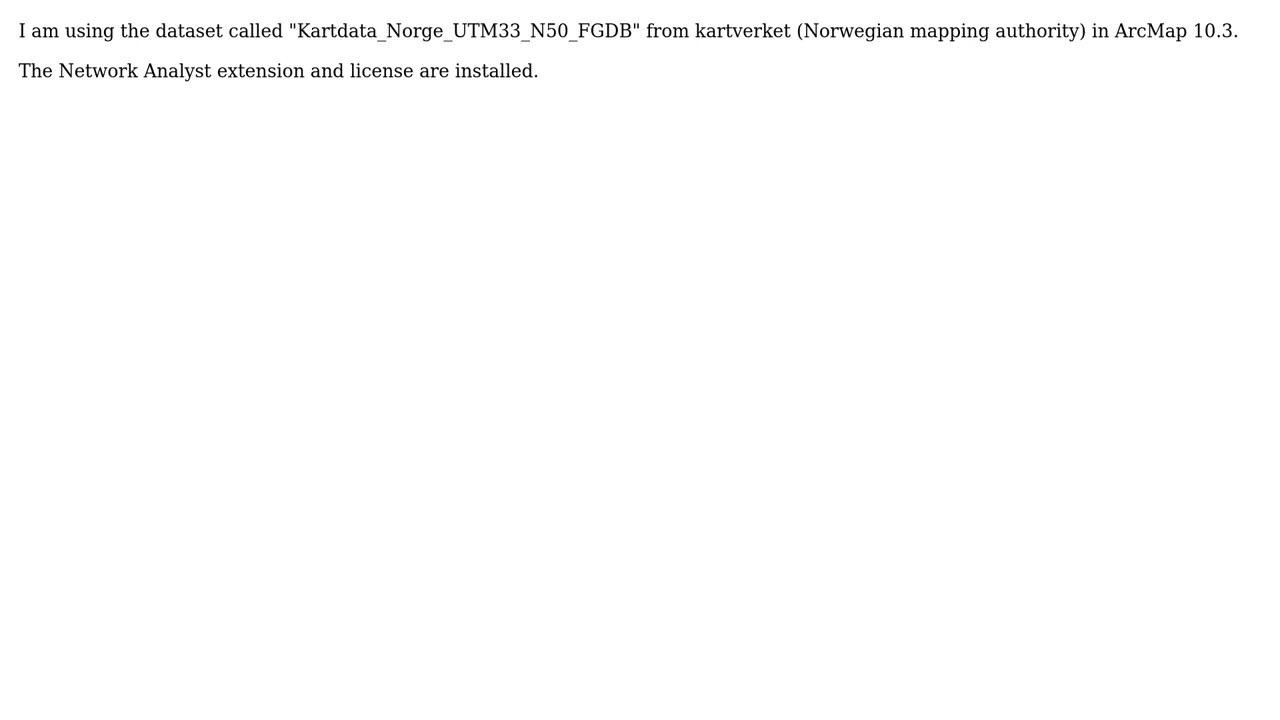 I am using the dataset called "Kartdata_Norge_UTM33_N50_FGDB" from kartverket (Norwegian mapping authority) in ArcMap 10.3.
The Network Analyst extension and license are installed.